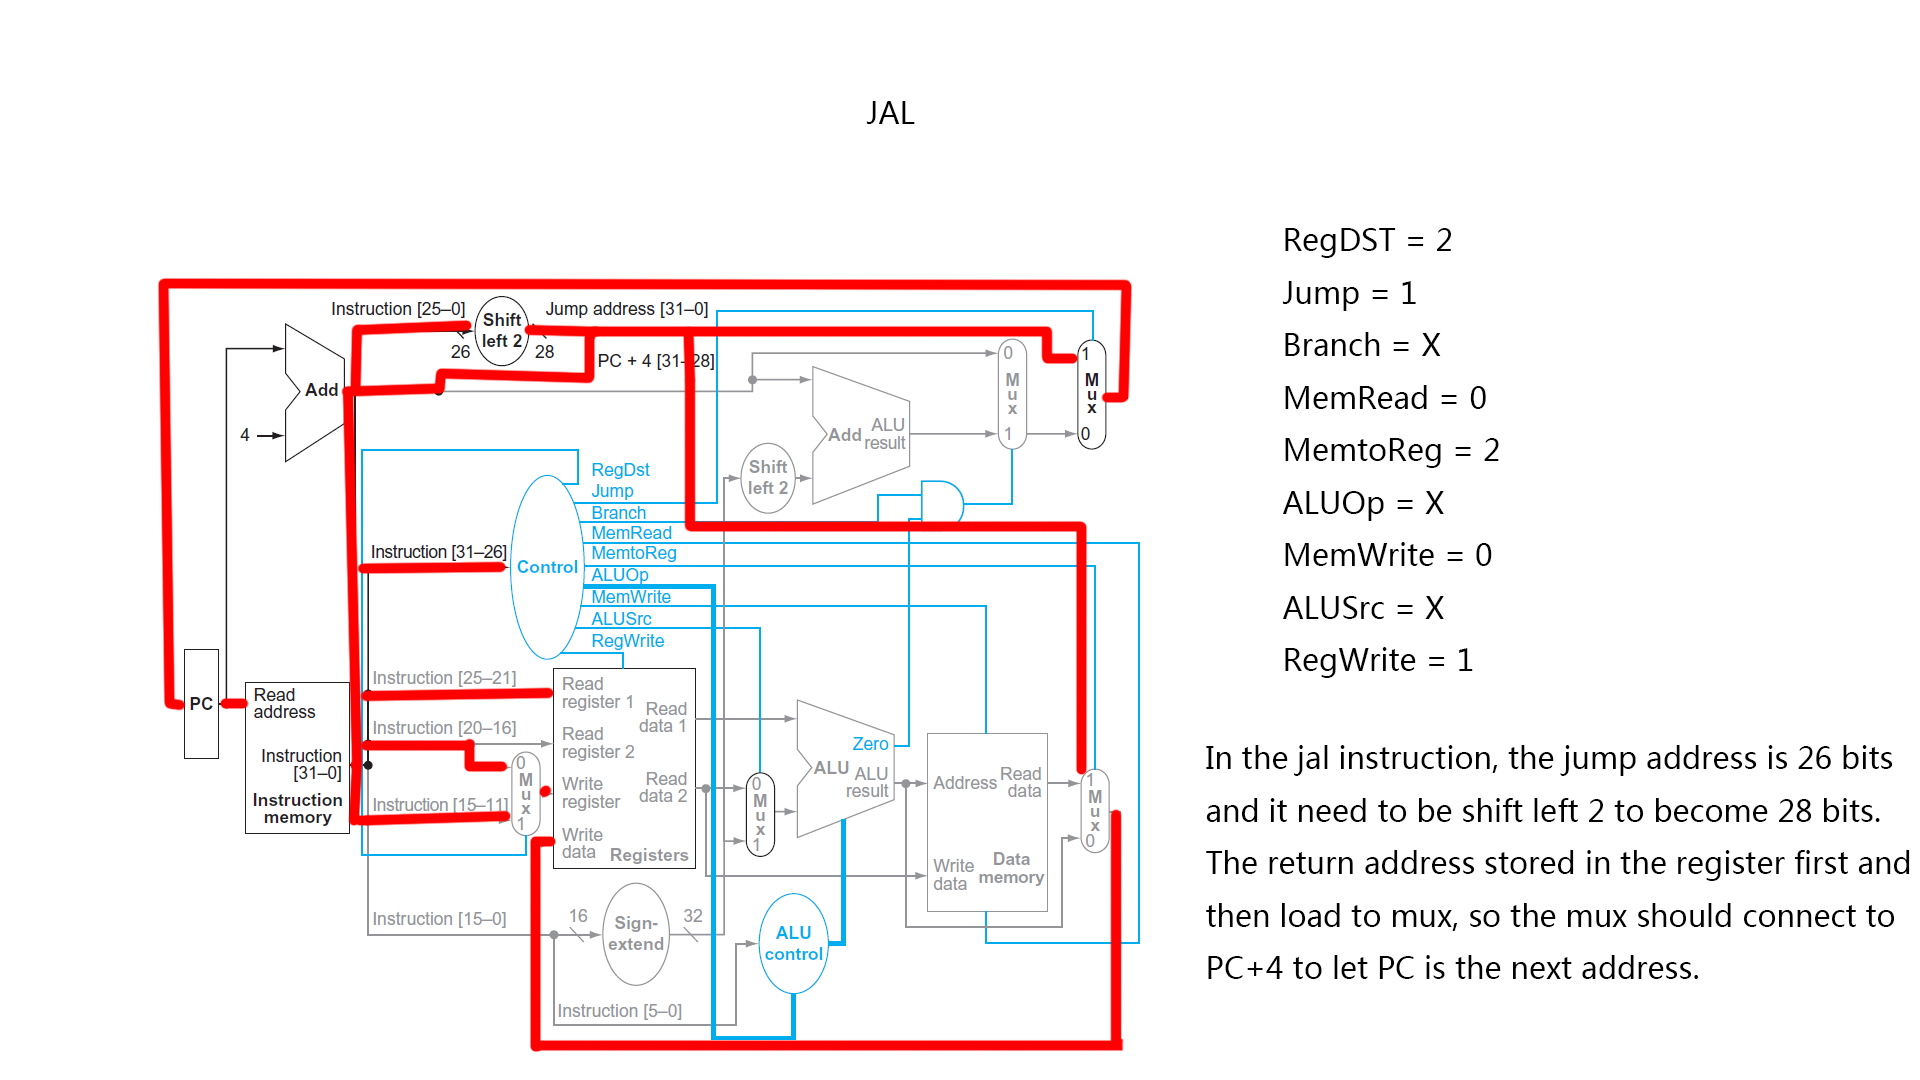 JAL
RegDST = 2
Jump = 1
Branch = X
MemRead = 0
MemtoReg = 2
ALUOp = X
MemWrite = 0
ALUSrc = X
RegWrite = 1
In the jal instruction, the jump address is 26 bits
and it need to be shift left 2 to become 28 bits.
The return address stored in the register first and
then load to mux, so the mux should connect to
PC+4 to let PC is the next address.
Instruction [25–0]
Shift
left 2
Jump address [31–0]
26
28
PC + 4 [31–28]
Add
4
0
M
u
x
1
1
M
u
x
0
Add
ALU
result
Shift
left 2
RegDst
Jump
Branch
MemRead
MemtoReg
ALUOp
MemWrite
ALUSrc
RegWrite
Instruction [31–26]
Control
PC
Read
address
Instruction
[31–0]
Instruction
memory
Instruction [25–21]
Instruction [20–16]
Instruction [15–11]
0
M
u
x
1
Read
register 1
Read
register 2
Write
register
Write
data
Read
data 1
Read
data 2
Registers
0
M
u
x
1
Zero
ALU
ALU
result
Address
Read
data
Write
data
Data
memory
1
M
u
x
0
Instruction [15–0]
16
Sign-
extend
32
ALU
control
Instruction [5–0]